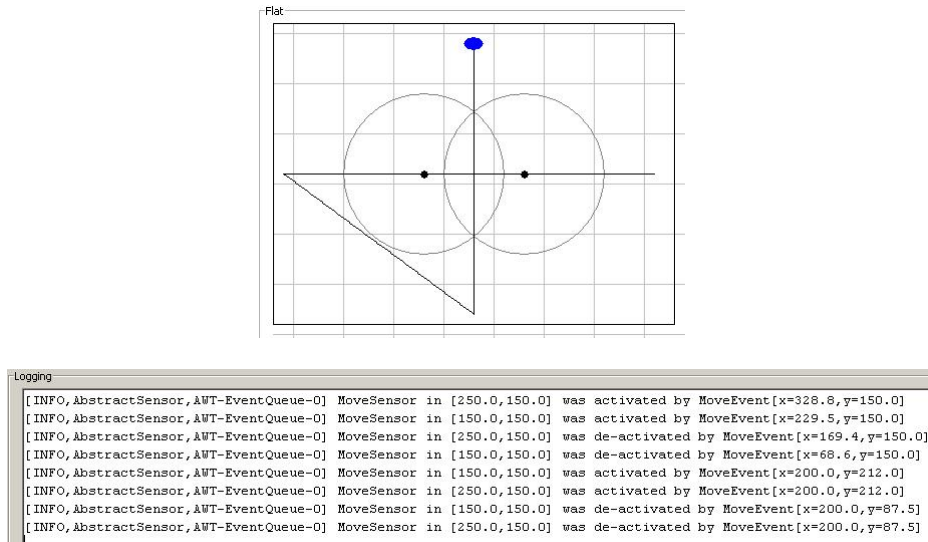 Flat
Logging
[INFO,AbstractSensor,AWT-EventQueue-0] MoveSensor in [250.0,150.0] was activated by MoveEvent[x=328.8,y=150.0]
[INFO,AbstractSensor,AWT-EventQueue-0] MoveSensor in [150.0,150.0] was activated by MoveEvent[x=229.5,y=150.0]
[INFO,AbstractSensor,AWT-EventQueue-0] MoveSensor in [250.0,150.0] was de-activated by MoveEvent[x=169.4,y=150.0]
[INFO,AbstractSensor,AWT-EventQueue-0] MoveSensor in [150.0,150.0] was de-activated by MoveEvent[x=68.6,y=150.0]
[INFO,AbstractSensor,AWT-EventQueue-0] MoveSensor in [150.0,150.0] was activated by MoveEvent[x=200.0,y=212.0]
[INFO,AbstractSensor,AWT-EventQueue-0] MoveSensor in [250.0,150.0] was activated by MoveEvent[x=200.0,y=212.0]
[INFO,AbstractSensor,AWT-EventQueue-0] MoveSensor in [150.0,150.0] was de-activated by MoveEvent[x=200.0,y=87.5]
[INFO,AbstractSensor,AWT-EventQueue-0] MoveSensor in [250.0,150.0] was de-activated by MoveEvent[x=200.0,y=87.5]